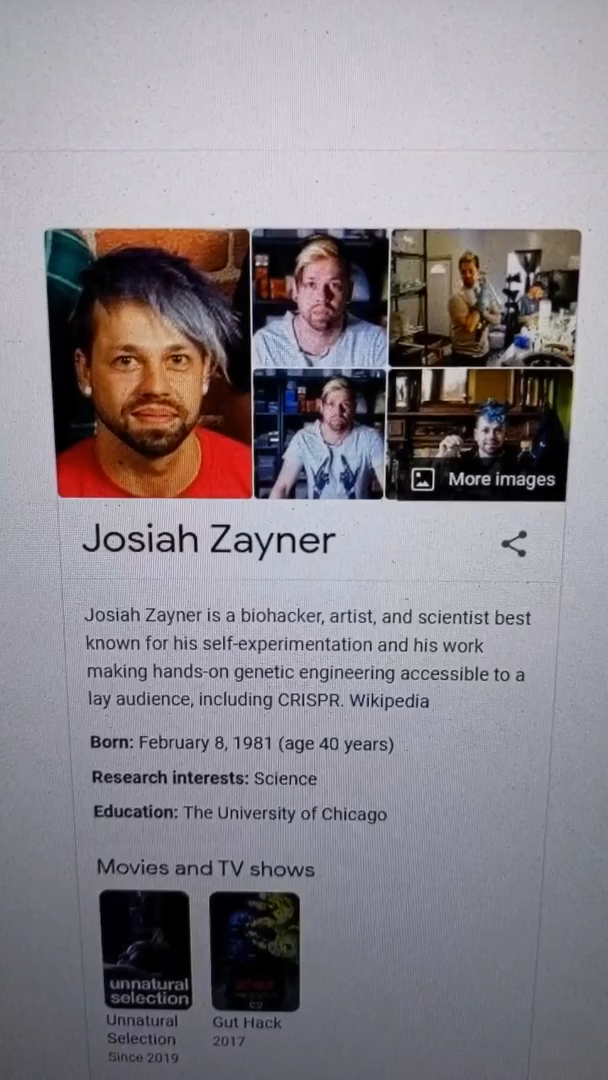 More images
Josiah Zayner
Josiah Zayner is a biohacker, artist, and scientist best
known for his self-experimentation and his work
making hands-on genetic engineering accessible to a
lay audience, including CRISPR. Wikipedia
Born: February 8, 1981 (age 40 years)
Research interests: Science
Education: The University of Chicago
Movies and TV shows
unnatural
selection
Unnatural
Selection
Since 2019
Gut Hack
2017